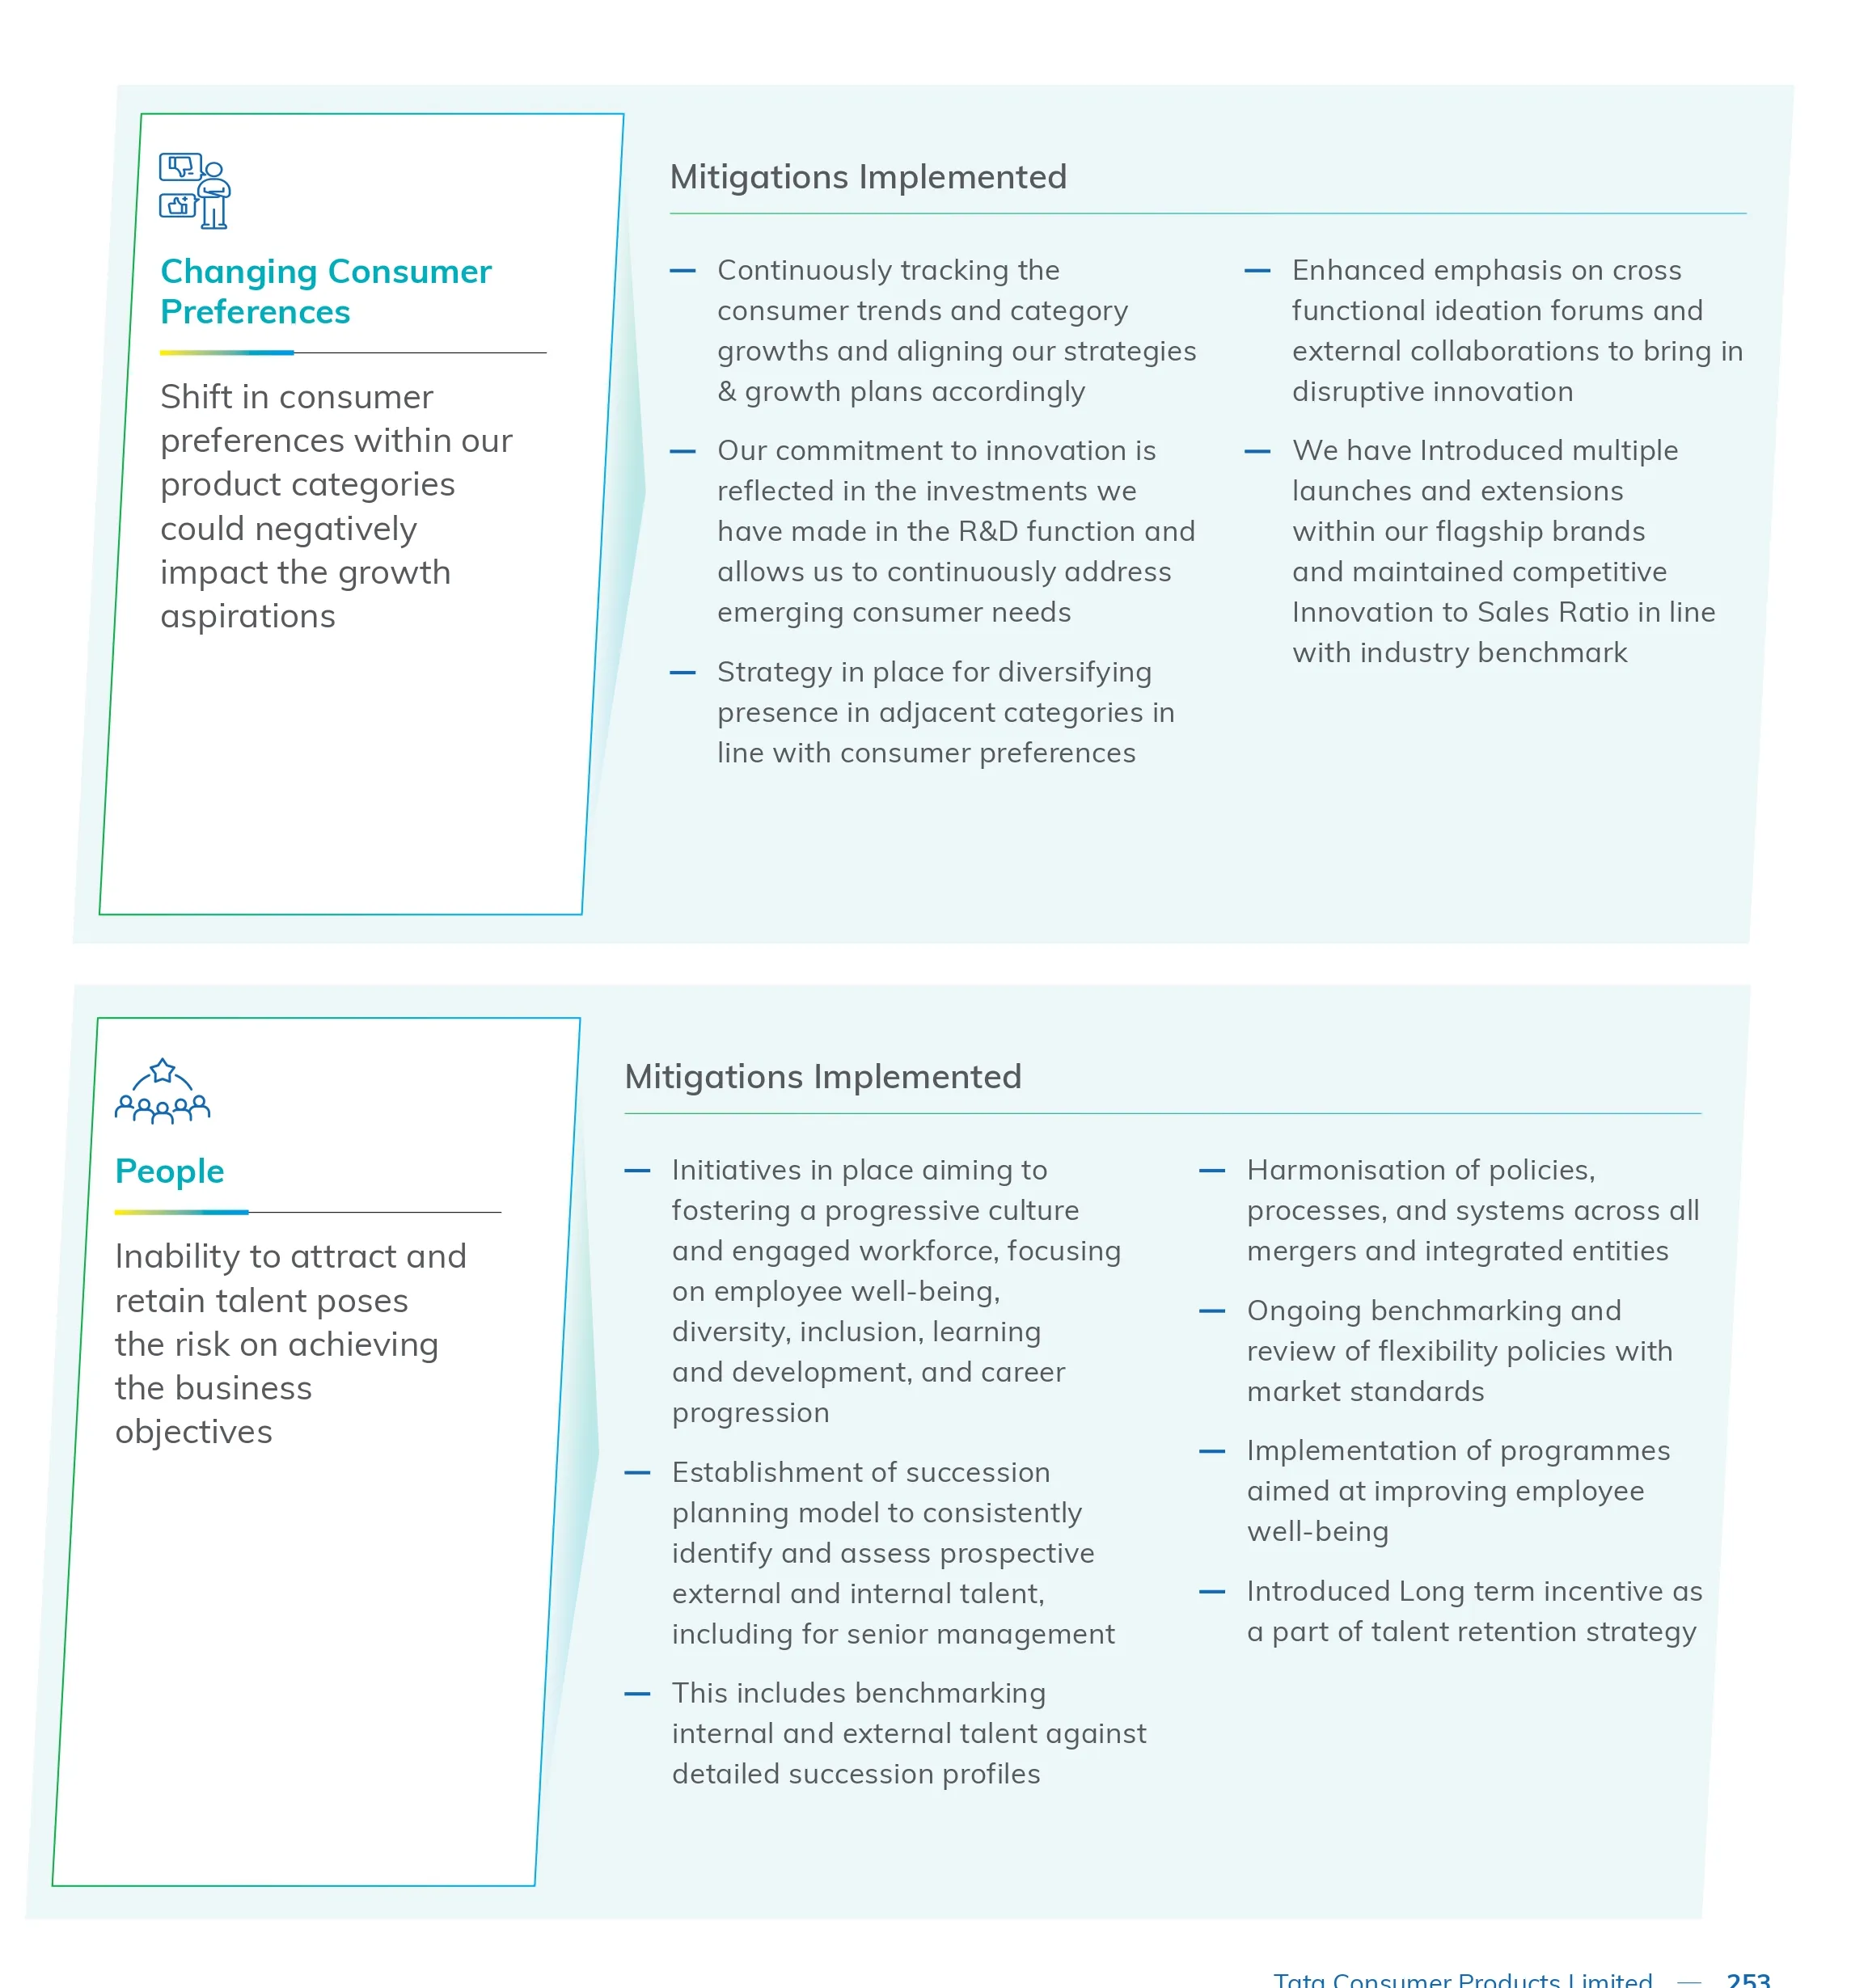 Changing Consumer
Preferences
Shift in consumer
preferences within our
product categories
could negatively
impact the growth
aspirations
Mitigations Implemented
— Continuously tracking the
consumer trends and category
growths and aligning our strategies
& growth plans accordingly
— Our commitment to innovation is
reflected in the investments we
have made in the R&D function and
allows us to continuously address
emerging consumer needs
— Strategy in place for diversifying
presence in adjacent categories in
line with consumer preferences
— Enhanced emphasis on cross
functional ideation forums and
external collaborations to bring in
disruptive innovation
— We have Introduced multiple
launches and extensions
within our flagship brands
and maintained competitive
Innovation to Sales Ratio in line
with industry benchmark
People
Inability to attract and
retain talent poses
the risk on achieving
the business
objectives
Mitigations Implemented
— Initiatives in place aiming to
fostering a progressive culture
and engaged workforce, focusing
on employee well-being,
diversity, inclusion, learning
and development, and career
progression
— Establishment of succession
planning model to consistently
identify and assess prospective
external and internal talent,
including for senior management
— This includes benchmarking
internal and external talent against
detailed succession profiles
— Harmonisation of policies,
processes, and systems across all
mergers and integrated entities
— Ongoing benchmarking and
review of flexibility policies with
market standards
— Implementation of programmes
aimed at improving employee
well-being
— Introduced Long term incentive as
a part of talent retention strategy
Tata Consumer Products Limited — 253